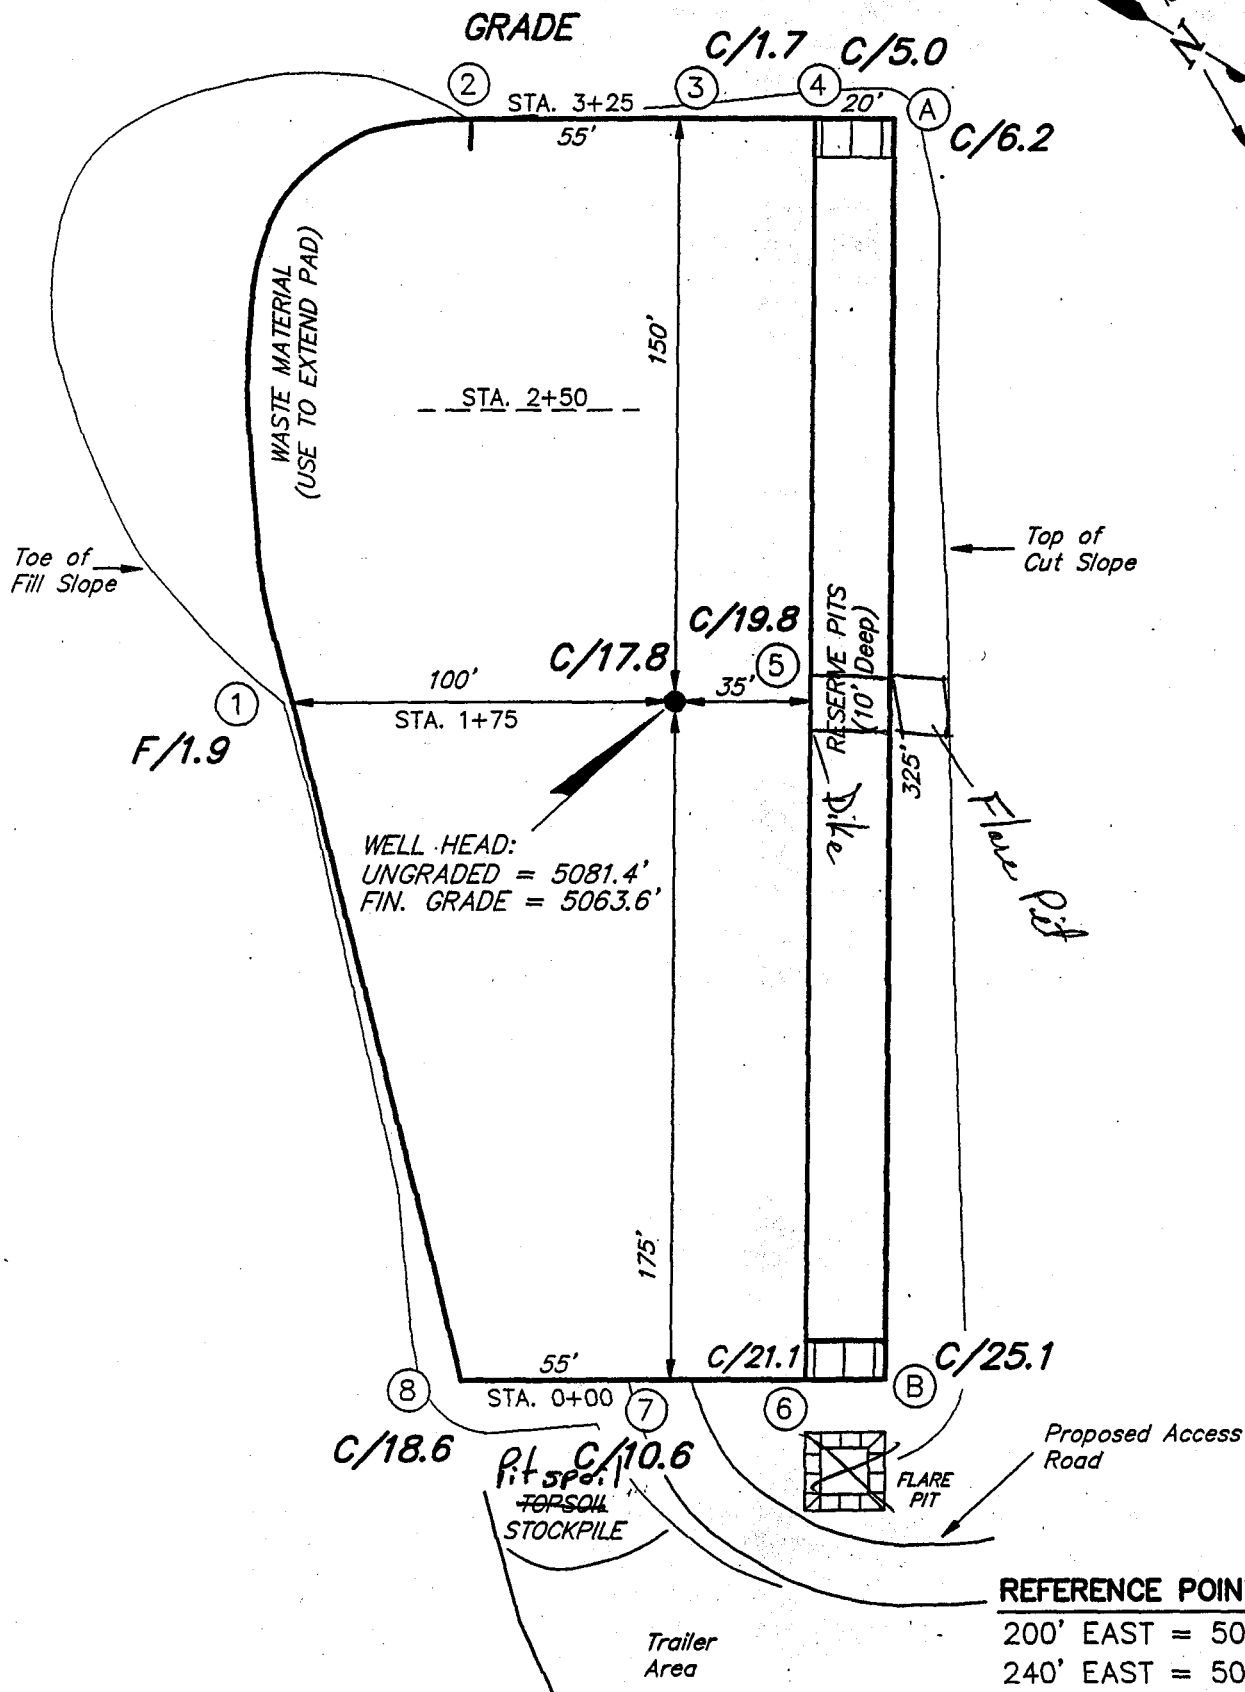 GRADE
C/1.7
C/5.0
N
2
STA. 3+25
3
4
20'
A
55'
C/6.2
WASTE MATERIAL
(USE TO EXTEND PAD)
150'
STA. 2+50
Toe of
Fill Slope
Top of
Cut Slope
C/19.8
RESERVE PITS
(10' Deep)
C/17.8
5
100'
35'
1
STA. 1+75
F/1.9
325'
Dike
Flare Pit
WELL HEAD:
UNGRADED = 5081.4'
FIN. GRADE = 5063.6'
175'
55'
C/21.1
C/25.1
8
STA. 0+00
7
6
B
C/18.6
C/10.6
Pit spoil
TOPSOIL
STOCKPILE
FLARE
PIT
Proposed Access
Road
REFERENCE POIN
200' EAST = 50
240' EAST = 50
Trailer
Area